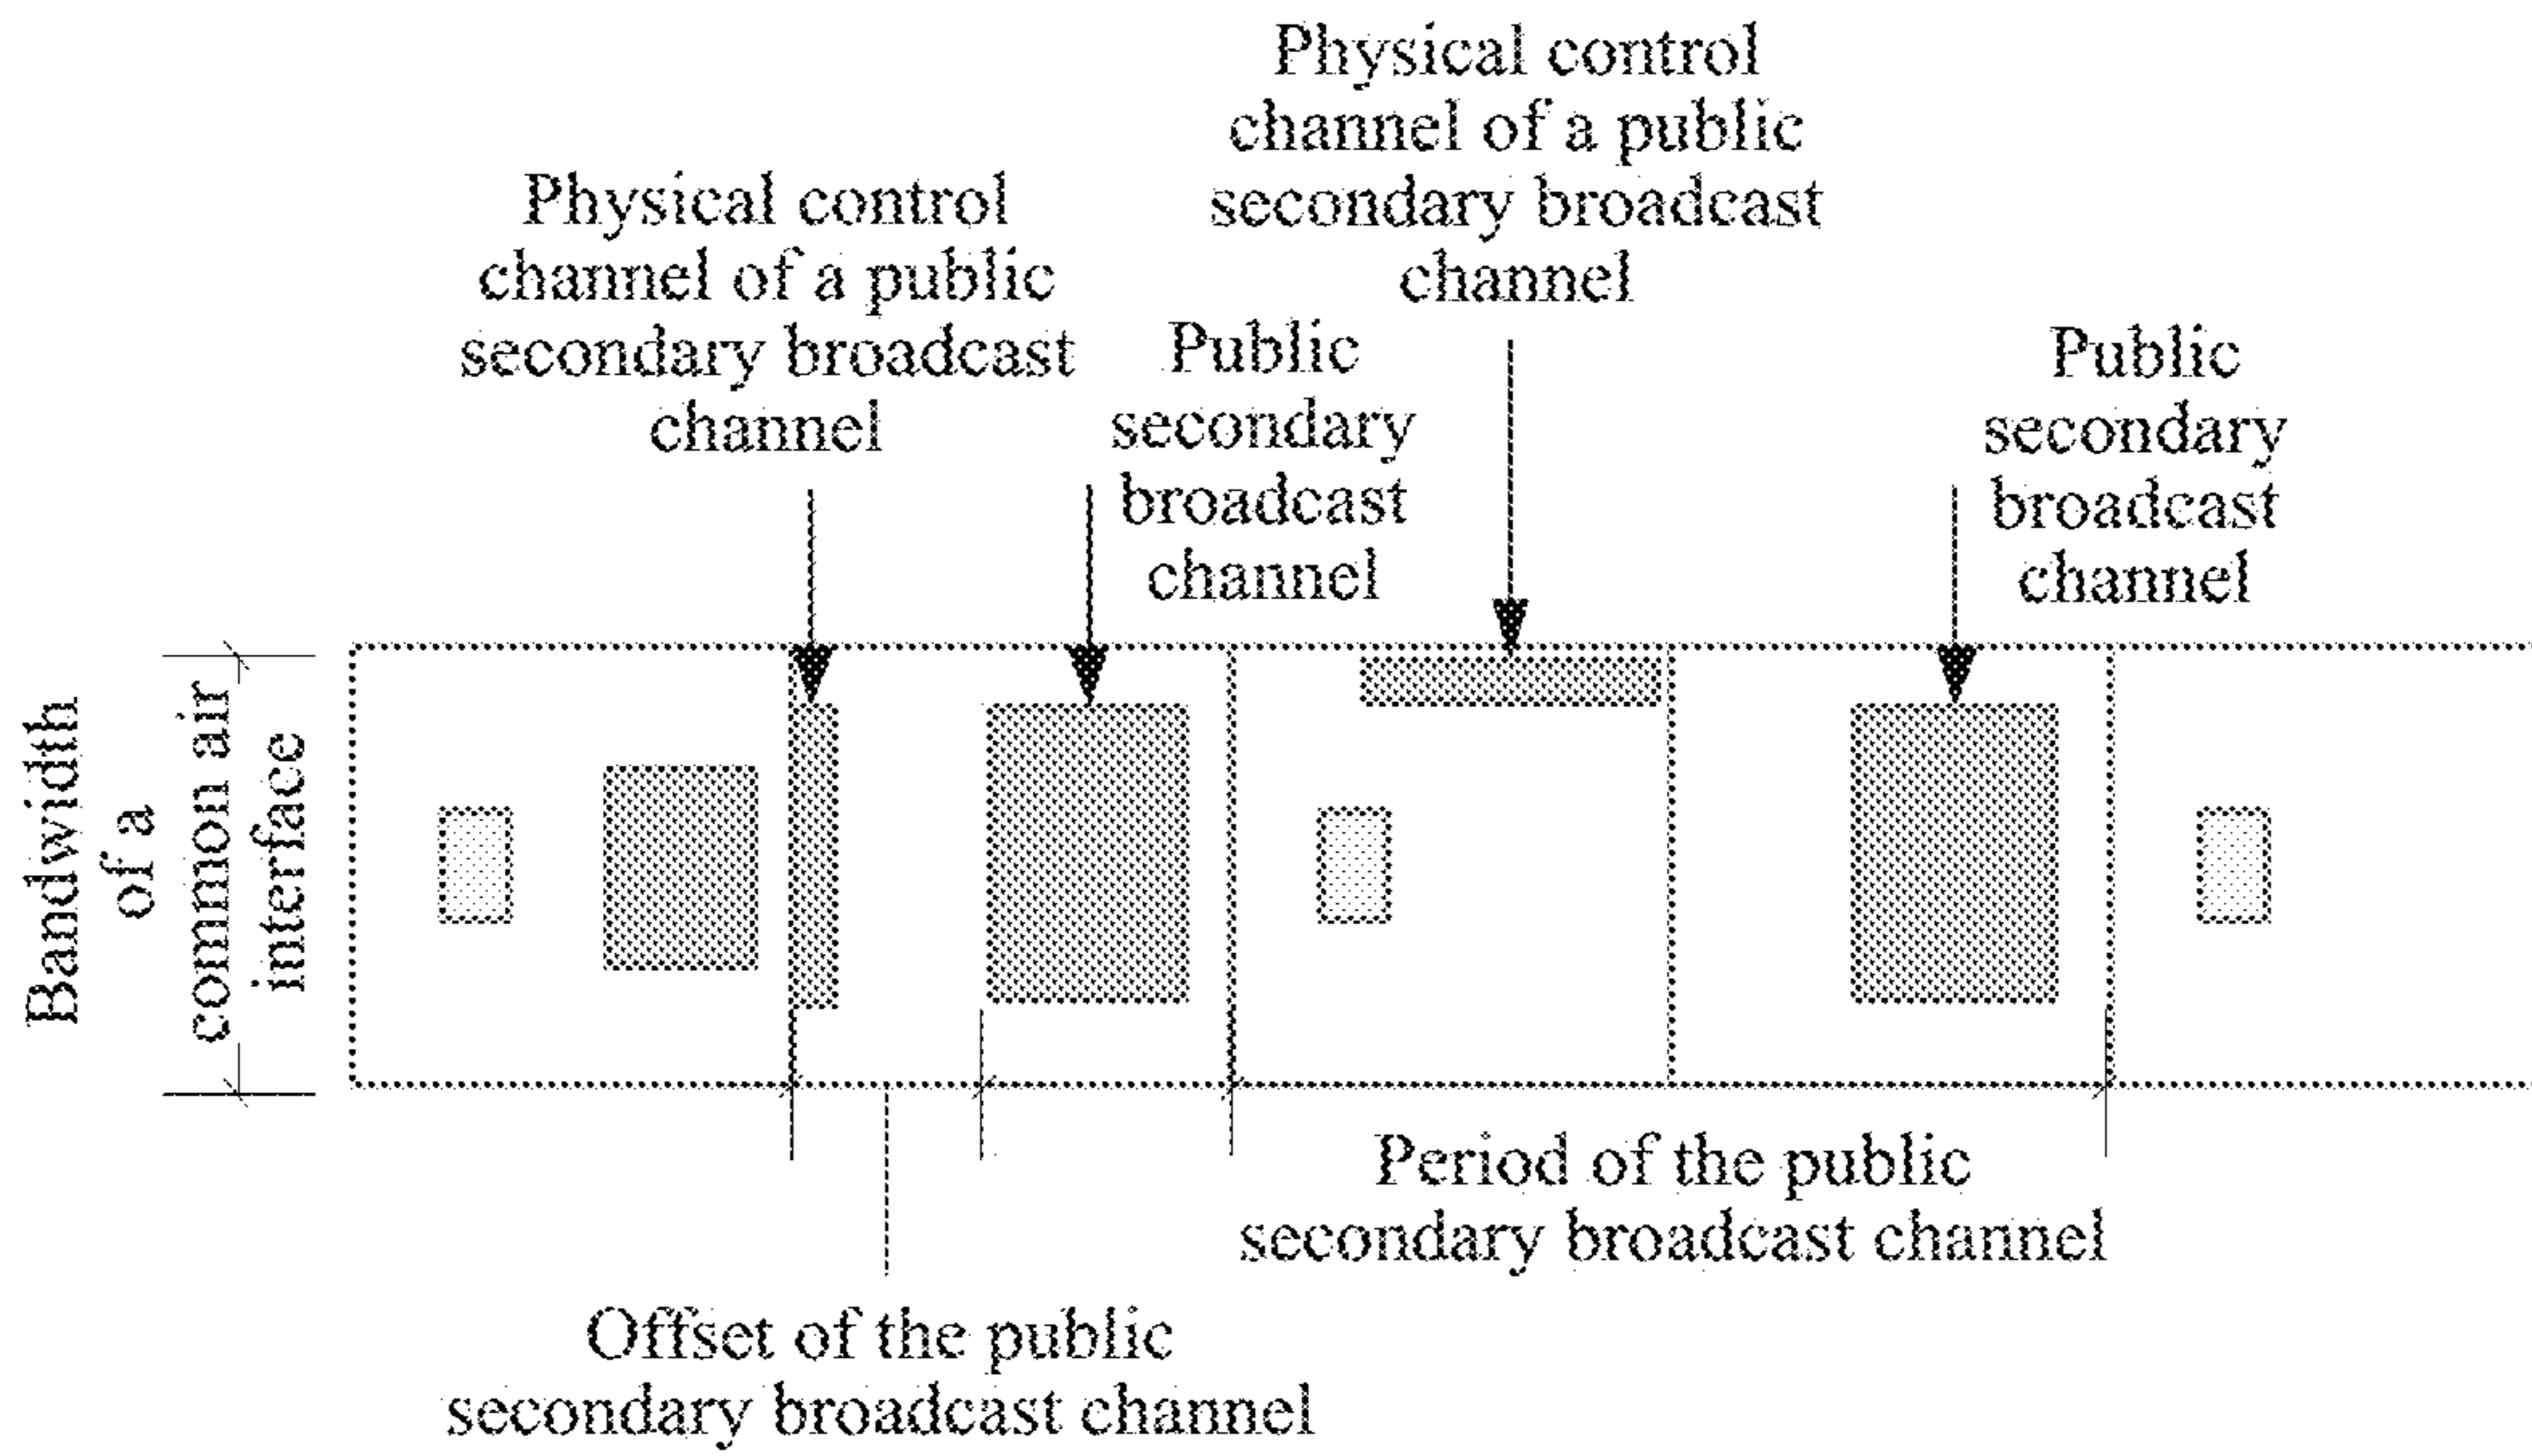 Physical control
channel of a public
secondary broadcast
channel
Physical control
channel of a public
secondary broadcast
channel
Public
secondary
broadcast
channel
Public
secondary
broadcast
channel
Bandwidth
of a
common air
interface
Period of the public
secondary broadcast channel
Offset of the public
secondary broadcast channel